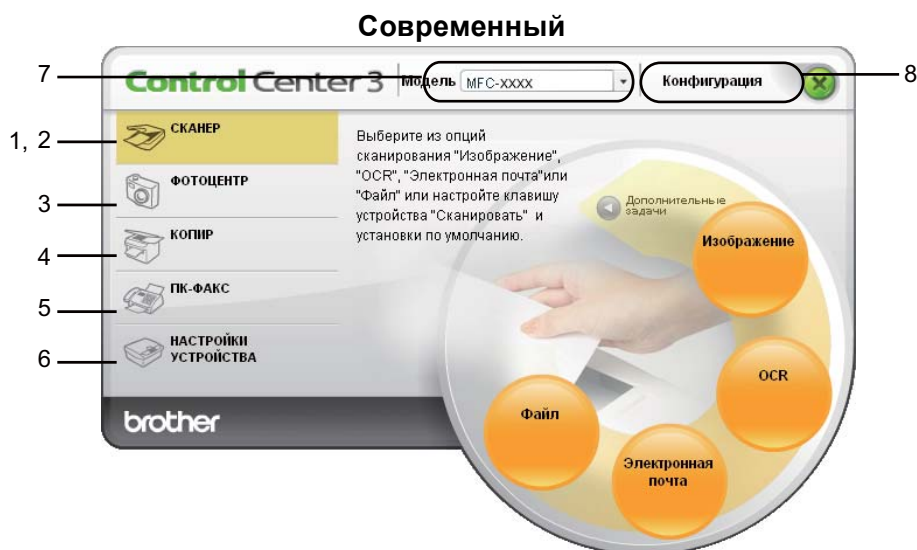 Современный
7
Control Center 3
Модель
MFC-XXXX
Конфигурация
8
1, 2
СКАНЕР
3
ФОТОЦЕНТР
4
КОПИР
5
ПК-ФАКС
6
НАСТРОЙКИ
УСТРОЙСТВА
Выберите из опций
сканирования "Изображение",
"OCR", "Электронная почта"или
"Файл" или настройте клавишу
устройства "Сканировать" и
установки по умолчанию.
Дополнительные
задачи
Изображение
OCR
Электронная
почта
Файл
brother